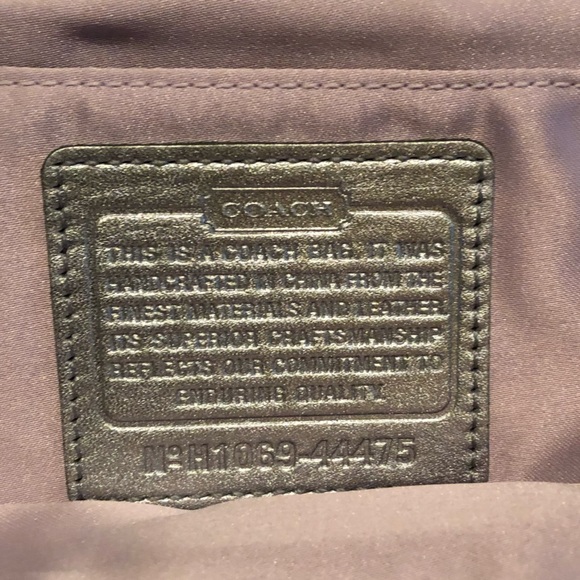 COACH
THIS IS A COACH BAG. IT WAS
HANDCRAFTED IN CHINA FROM THE
FINEST MATERIALS AND LEATHER.
ITS SUPERIOR CRAFTSMANSHIP
REFLECTS OUR COMMITMENT TO
ENDURING QUALITY.
Nº H1069-44475